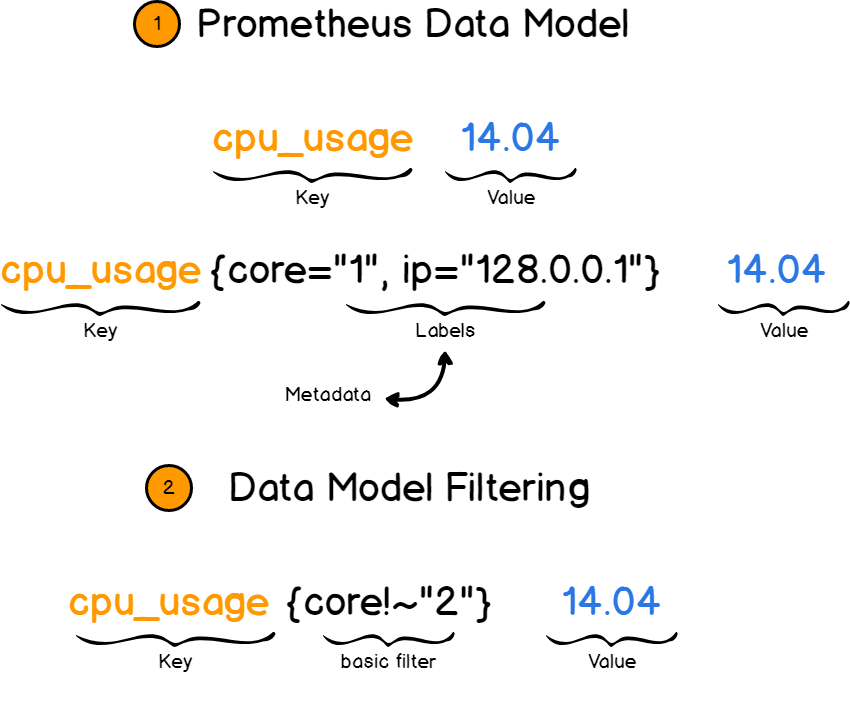 1 Prometheus Data Model
cpu_usage 14.04
Key Value
cpu_usage {core="1", ip="128.0.0.1"} 14.04
Key Labels Value
Metadata
2 Data Model Filtering
cpu_usage {core!~"2"} 14.04
Key basic filter Value